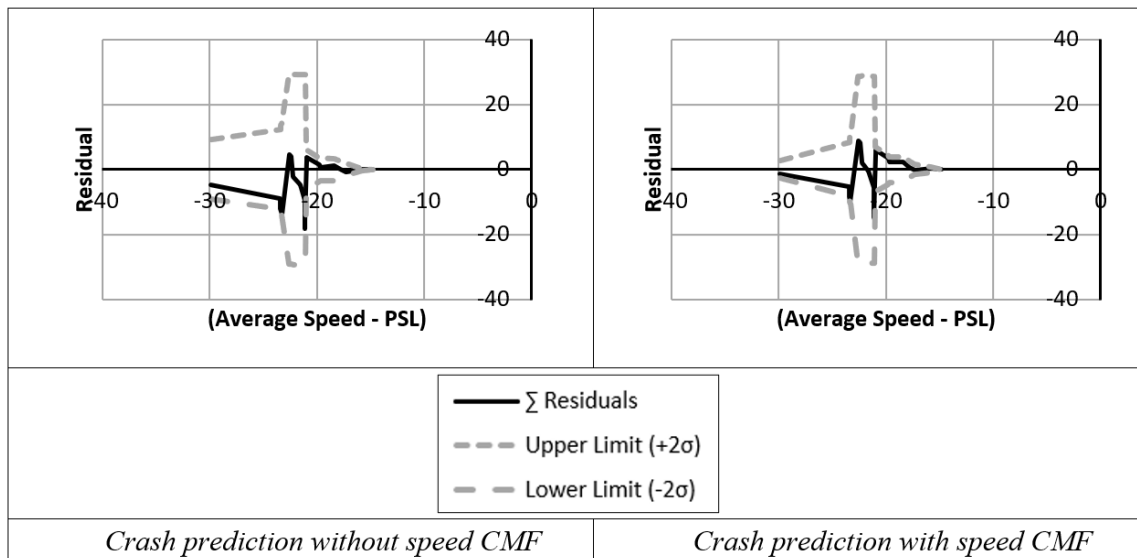 40
20
0
-40
-30
-20
-10
0
-20
-40
Residual
(Average Speed - PSL)
40
20
0
-40
-30
-20
-10
0
-20
-40
Residual
(Average Speed - PSL)
∑ Residuals
Upper Limit (+2σ)
Lower Limit (-2σ)
Crash prediction without speed CMF
Crash prediction with speed CMF